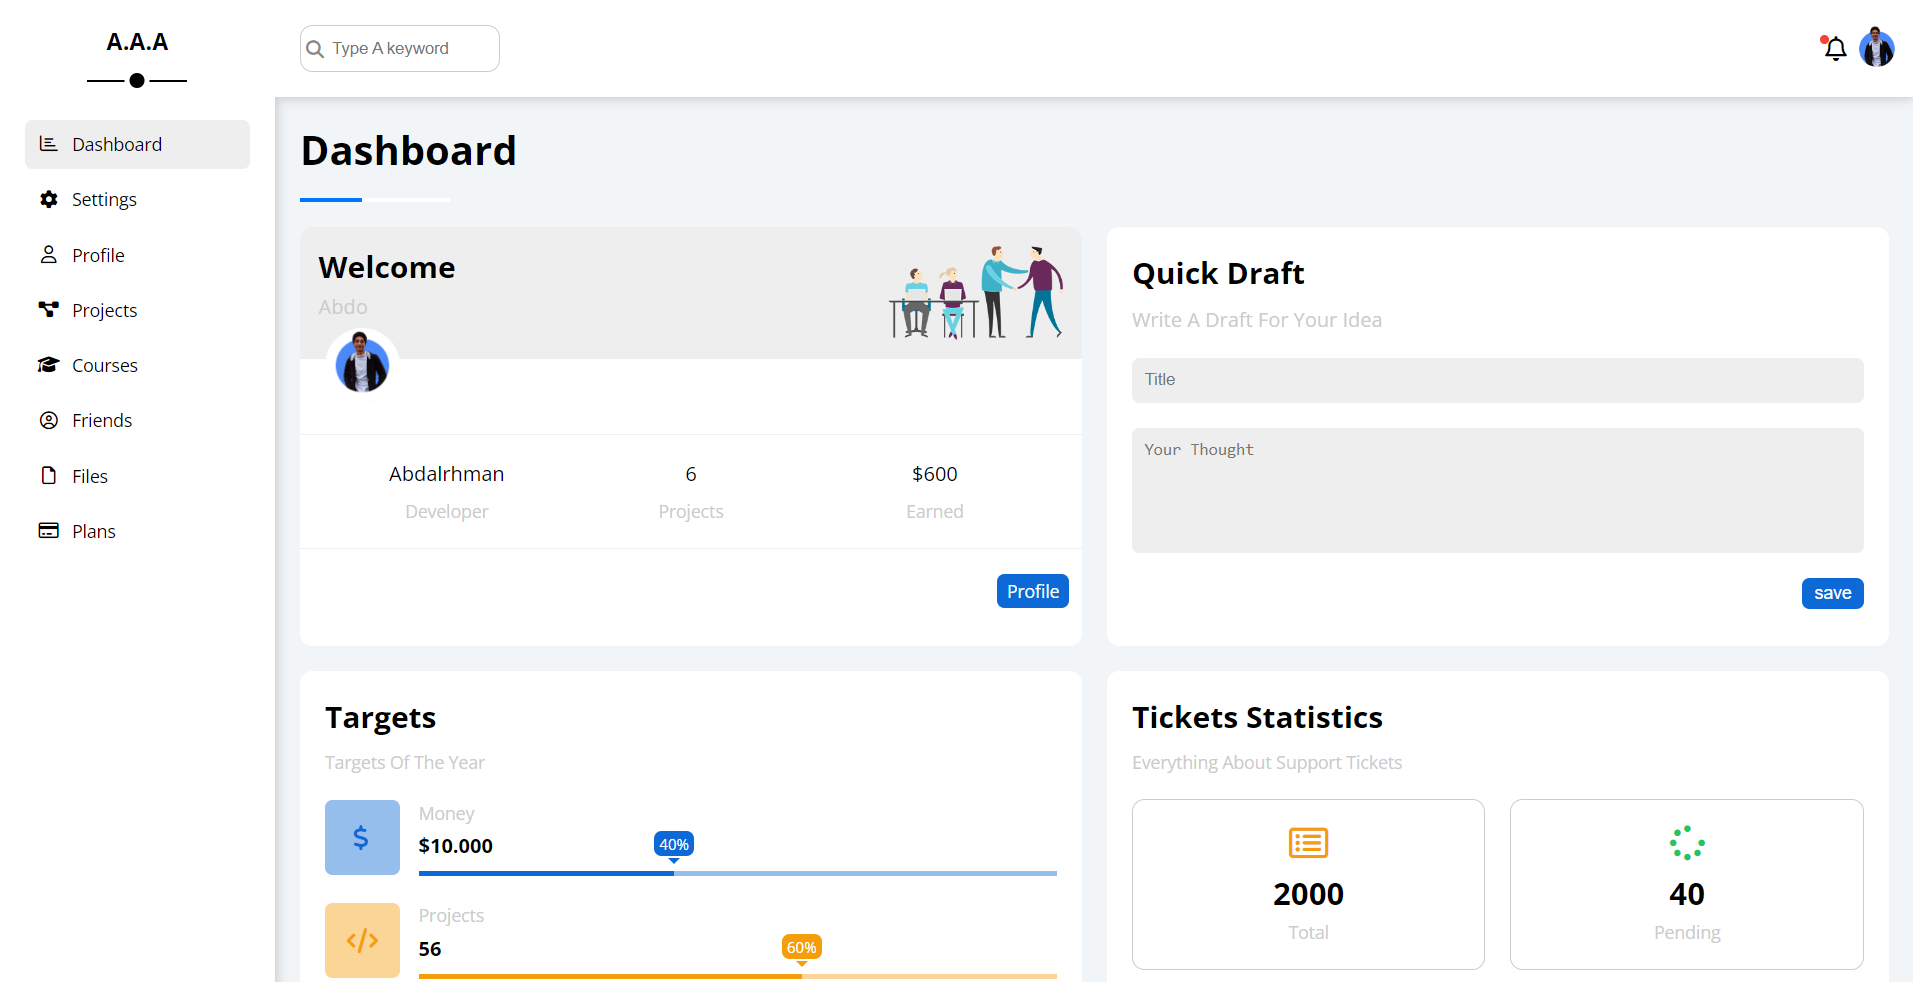 A.A.A
Type A keyword
Dashboard
Settings
Profile
Projects
Courses
Friends
Files
Plans
Dashboard
Welcome
Abdo
Abdalrhman
Developer
6
Projects
$600
Earned
Profile
Quick Draft
Write A Draft For Your Idea
Title
Your Thought
save
Targets
Targets Of The Year
Money
$10.000
40%
Projects
56
60%
Tickets Statistics
Everything About Support Tickets
2000
Total
40
Pending